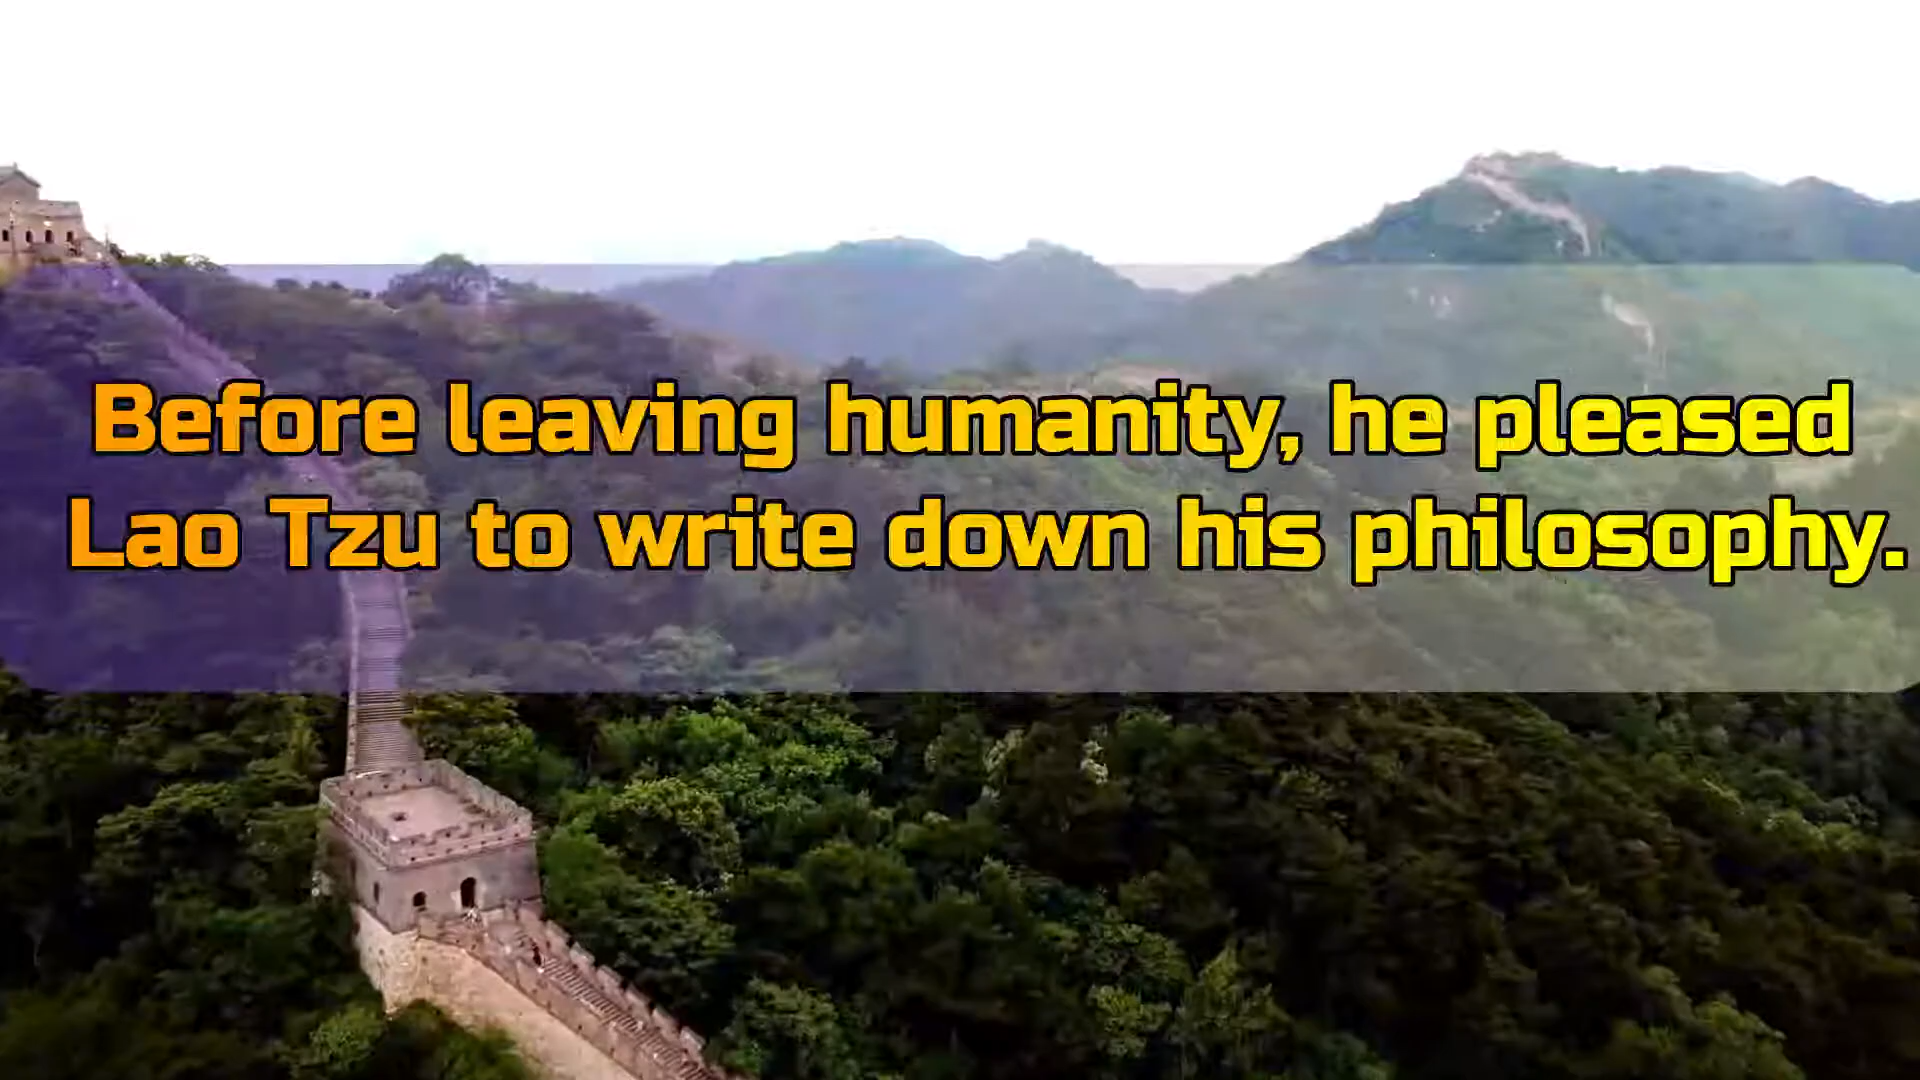 Before leaving humanity, he pleased
Lao Tzu to write down his philosophy.